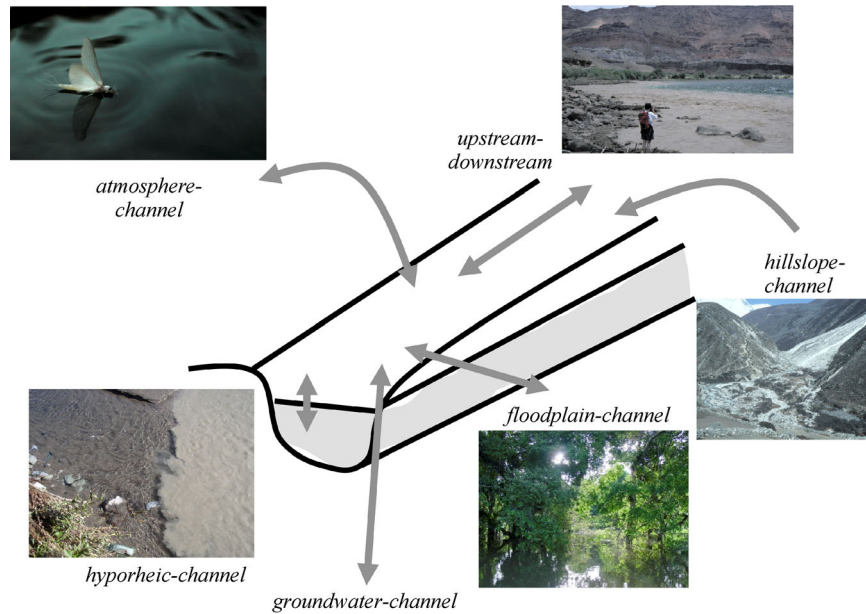 upstream-
downstream
atmosphere-
channel
hillslope-
channel
floodplain-channel
hyporheic-channel
groundwater-channel